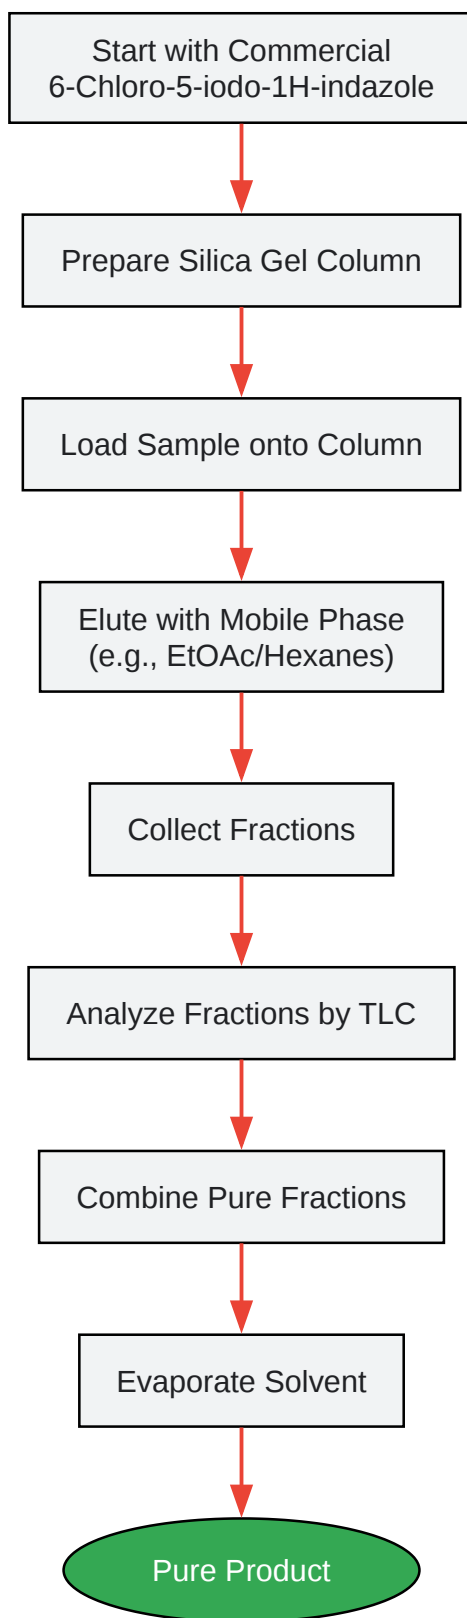 Start with Commercial
6-Chloro-5-iodo-1H-indazole
Prepare Silica Gel Column
Load Sample onto Column
Elute with Mobile Phase
(e.g., EtOAc/Hexanes)
Collect Fractions
Analyze Fractions by TLC
Combine Pure Fractions
Evaporate Solvent
Pure Product